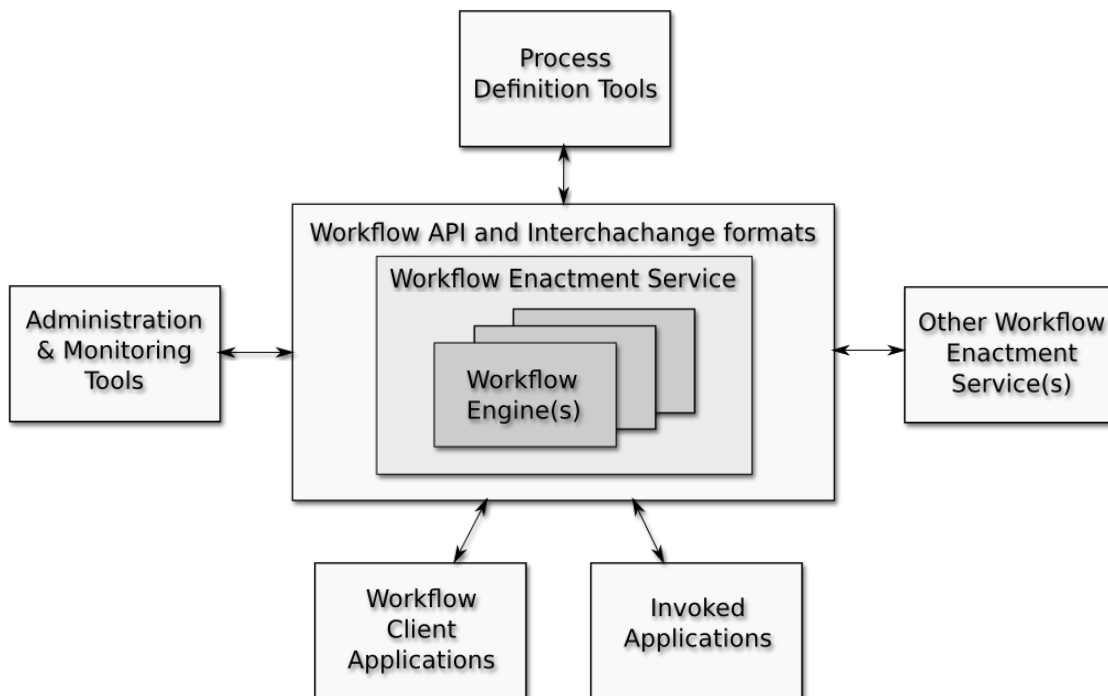 Process
Definition Tools
Workflow API and Interchachange formats
Workflow Enactment Service
Workflow
Engine(s)
Administration
& Monitoring
Tools
Other Workflow
Enactment
Service(s)
Workflow
Client
Applications
Invoked
Applications